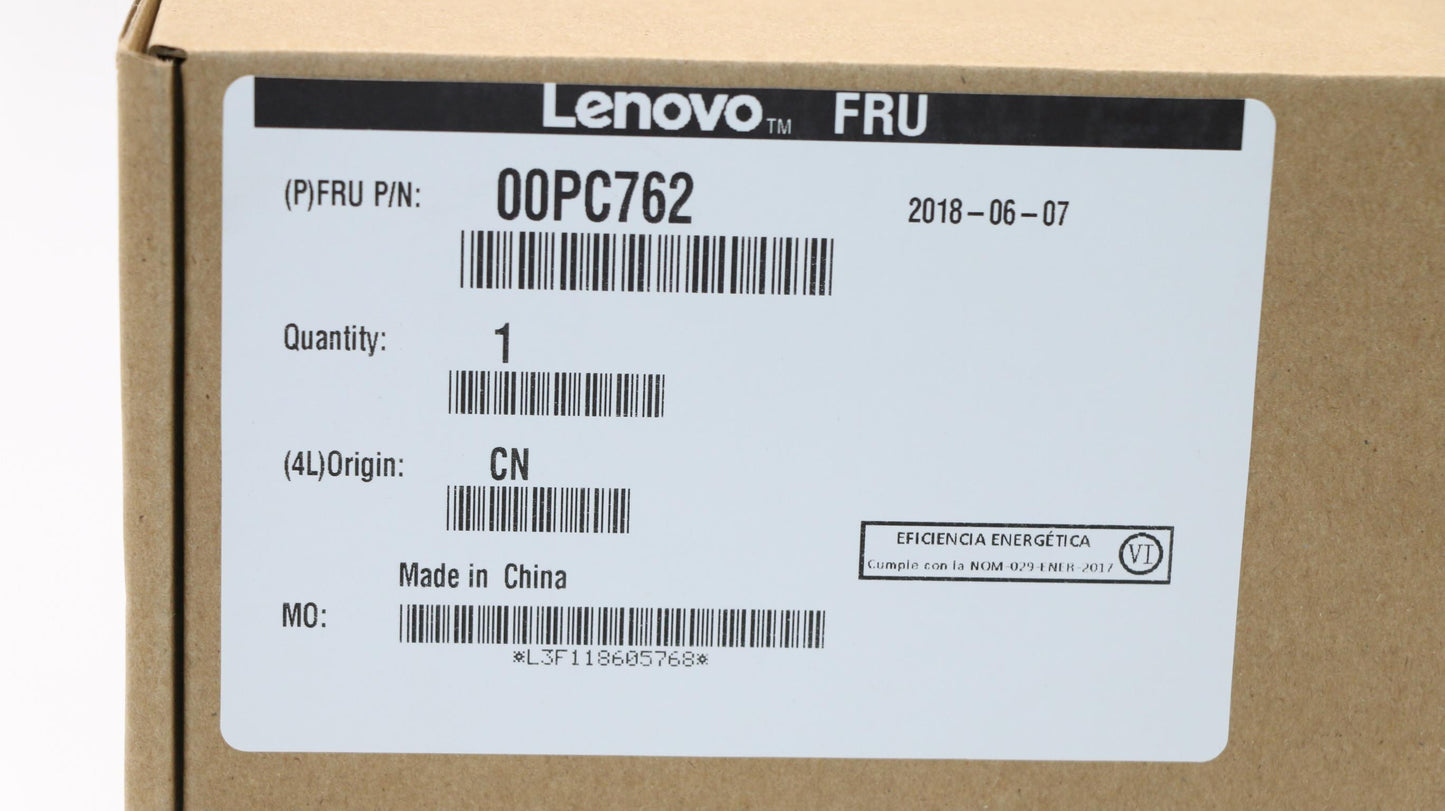 Lenovo™ FRU
(P)FRU P/N: 00PC762 2018-06-07
Quantity: 1
(4L)Origin: CN
EFICIENCIA ENERGÉTICA
Cumple con la NOM-029-ENER-2017 VI
Made in China
MO:
*L3F118605768*